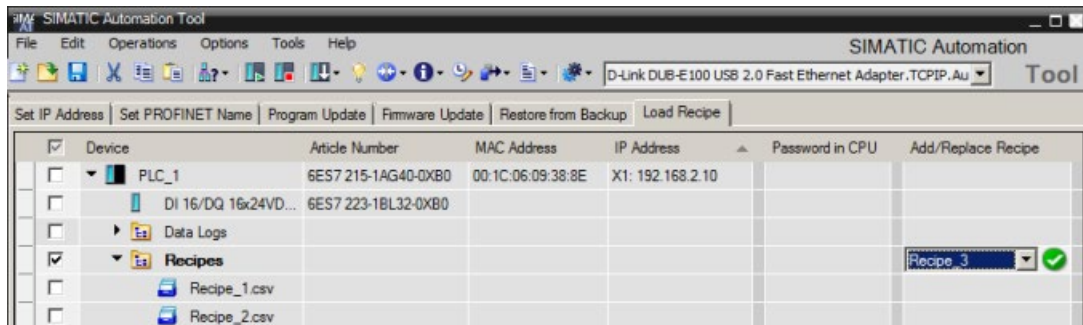 SIMATIC Automation Tool
File Edit Operations Options Tools Help
SIMATIC Automation
D-Link DUB-E100 USB 2.0 Fast Ethernet Adapter.TCPIP.Au
Tool
Set IP Address Set PROFINET Name Program Update Firmware Update Restore from Backup Load Recipe
Device Article Number MAC Address IP Address Password in CPU Add/Replace Recipe
PLC_1 6ES7 215-1AG40-0XB0 00:1C:06:09:38:8E X1: 192.168.2.10
DI 16/DQ 16x24VD... 6ES7 223-1BL32-0XB0
Data Logs
Recipes Recipe_3
Recipe_1.csv
Recipe_2.csv